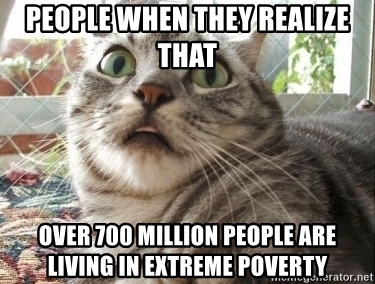 PEOPLE WHEN THEY REALIZE
THAT
OVER 700 MILLION PEOPLE ARE
LIVING IN EXTREME POVERTY
memegenerator.net